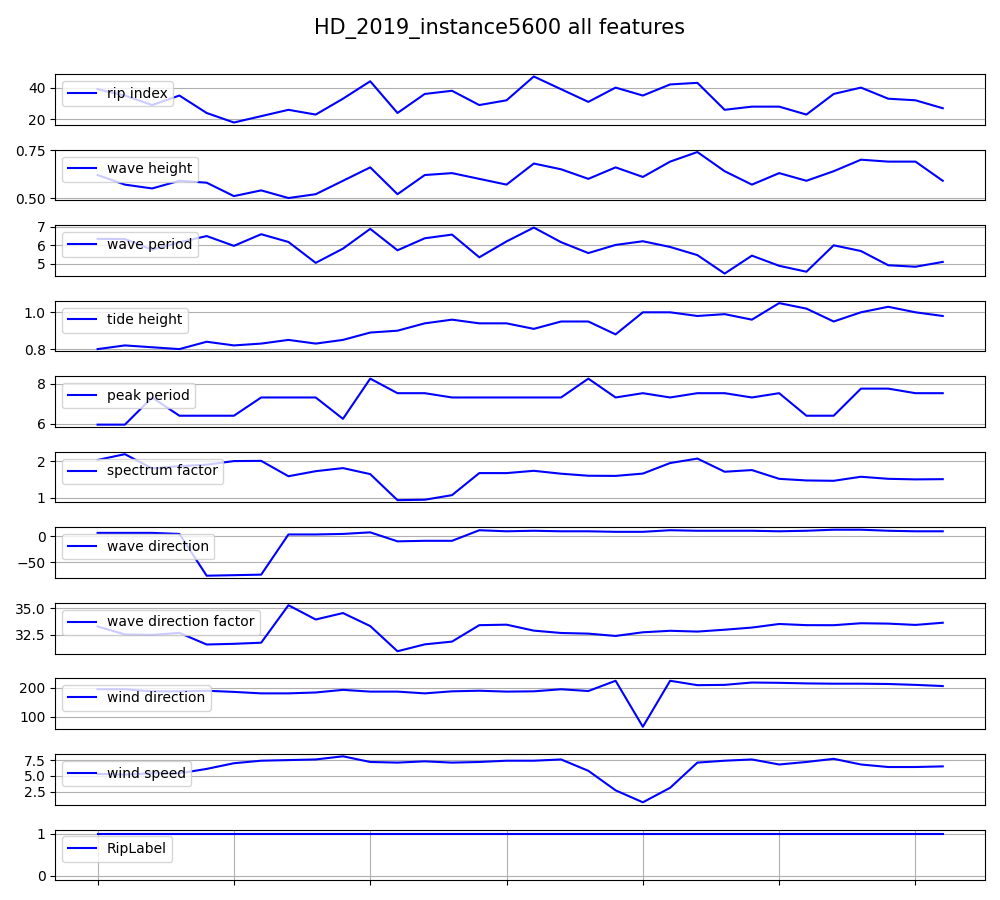 HD_2019_instance5600 all features
40
20
rip index
0.75
0.50
wave height
7
6
5
wave period
1.0
0.8
tide height
8
6
peak period
2
1
spectrum factor
0
−50
wave direction
35.0
32.5
wave direction factor
200
100
wind direction
7.5
5.0
2.5
wind speed
1
0
RipLabel